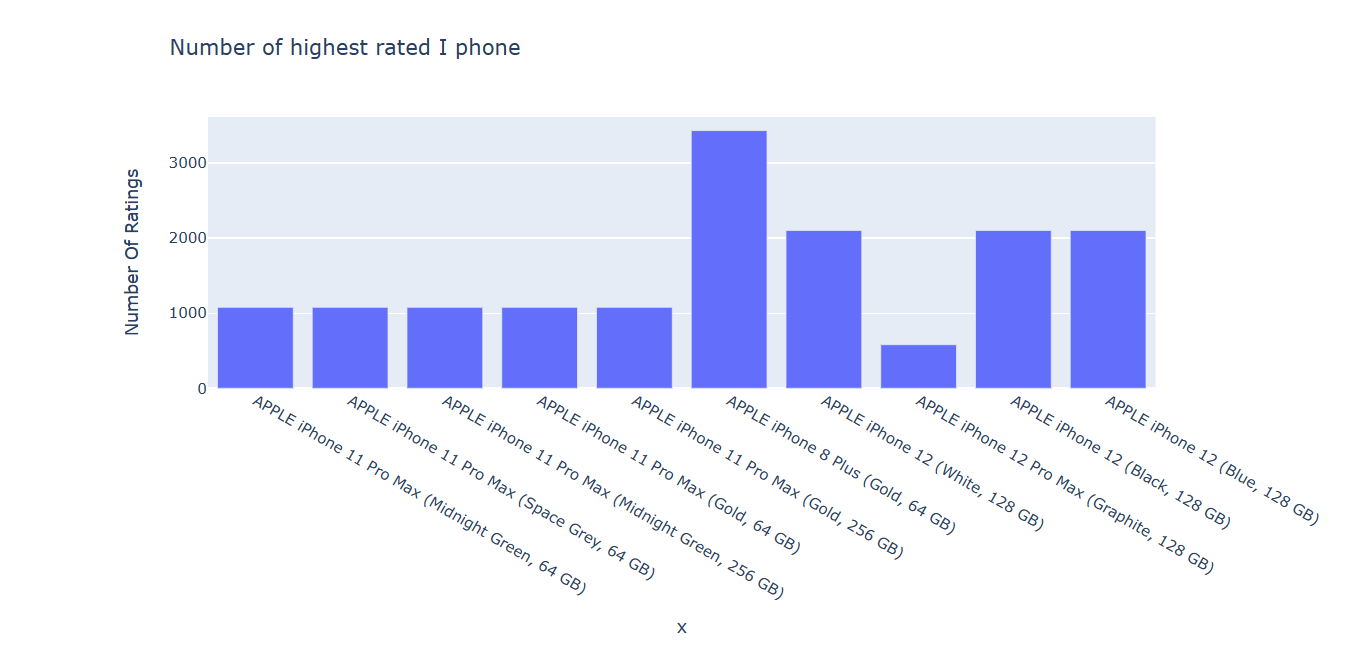 Number of highest rated I phone
Number Of Ratings
3000
2000
1000
0
APPLE iPhone 11 Pro Max (Midnight Green, 64 GB)
APPLE iPhone 11 Pro Max (Space Grey, 64 GB)
APPLE iPhone 11 Pro Max (Midnight Green, 256 GB)
APPLE iPhone 11 Pro Max (Gold, 64 GB)
APPLE iPhone 11 Pro Max (Gold, 256 GB)
APPLE iPhone 8 Plus (Gold, 64 GB)
APPLE iPhone 12 (White, 128 GB)
APPLE iPhone 12 Pro Max (Graphite, 128 GB)
APPLE iPhone 12 (Black, 128 GB)
APPLE iPhone 12 (Blue, 128 GB)
x